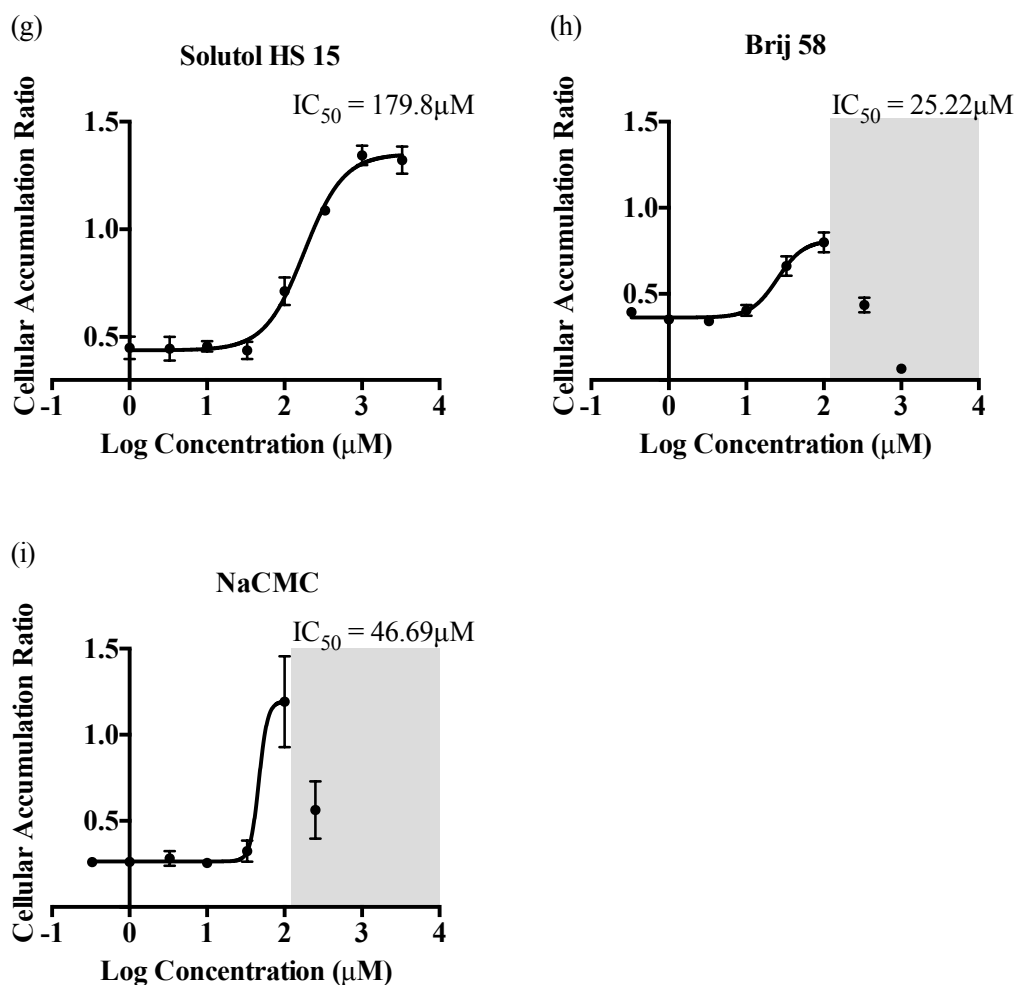 (g)
Solutol HS 15
IC50 = 179.8μM
Cellular Accumulation Ratio
1.5
1.0
0.5
-1 0 1 2 3 4
Log Concentration (μM)
(h)
Brij 58
IC50 = 25.22μM
Cellular Accumulation Ratio
1.5
1.0
0.5
-1 0 1 2 3 4
Log Concentration (μM)
(i)
NaCMC
IC50 = 46.69μM
Cellular Accumulation Ratio
1.5
1.0
0.5
-1 0 1 2 3 4
Log Concentration (μM)